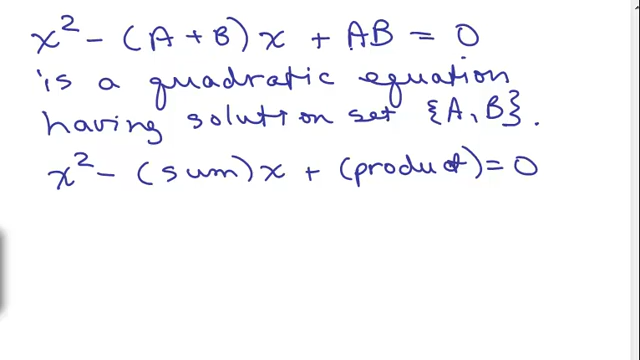 x² - (A + B)x + AB = 0
is a quadratic equation
having solution set {A, B}.
x² - (sum)x + (product) = 0